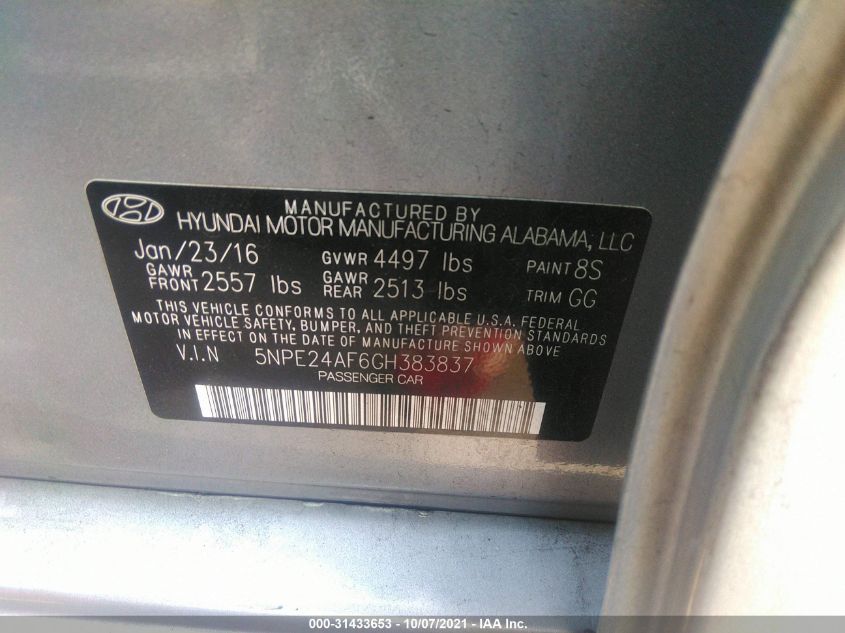 MANUFACTURED BY
HYUNDAI MOTOR MANUFACTURING ALABAMA, LLC
Jan/23/16 GVWR 4497 lbs PAINT 8S
GAWR FRONT 2557 lbs GAWR REAR 2513 lbs TRIM GG
THIS VEHICLE CONFORMS TO ALL APPLICABLE U.S.A. FEDERAL
MOTOR VEHICLE SAFETY, BUMPER, AND THEFT PREVENTION STANDARDS
IN EFFECT ON THE DATE OF MANUFACTURE SHOWN ABOVE
V.I.N 5NPE24AF6GH383837
PASSENGER CAR
000-31433653 - 10/07/2021 - IAA Inc.